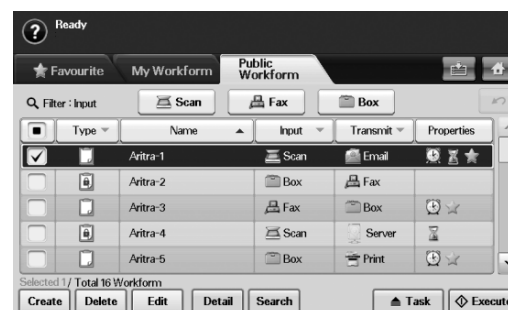 Ready
Favourite My Workform Public Workform
Filter : Input Scan Fax Box
Type Name Input Transmit Properties
Aritra-1 Scan Email
Aritra-2 Box Fax
Aritra-3 Fax Box
Aritra-4 Scan Server
Aritra-5 Box Print
Selected 1/ Total 16 Workform
Create Delete Edit Detail Search Task Execute